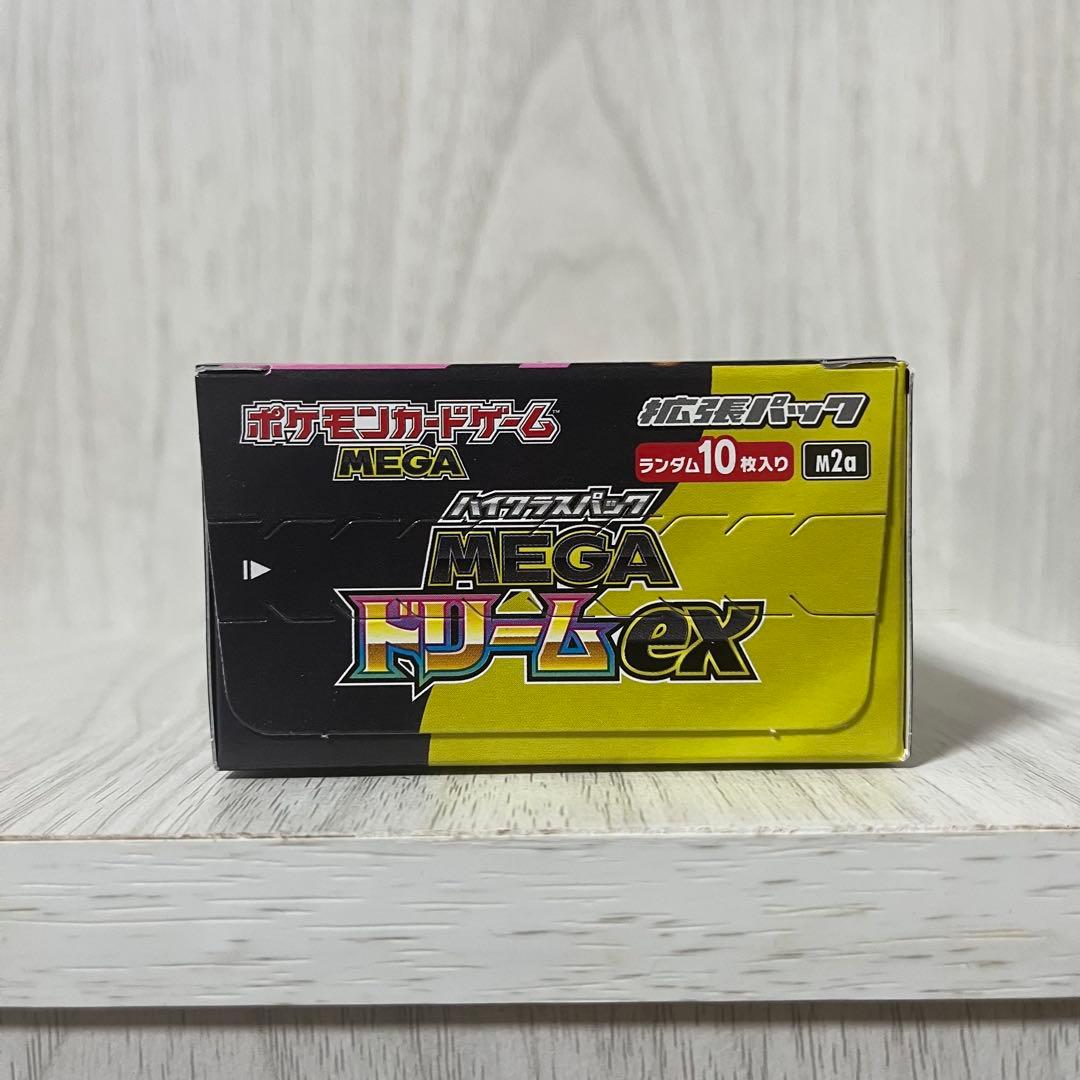 ポケモンカードゲーム™
MEGA
拡張パック
ランダム10枚入り
M2a
ハイクラスパック
MEGA
ドリームex